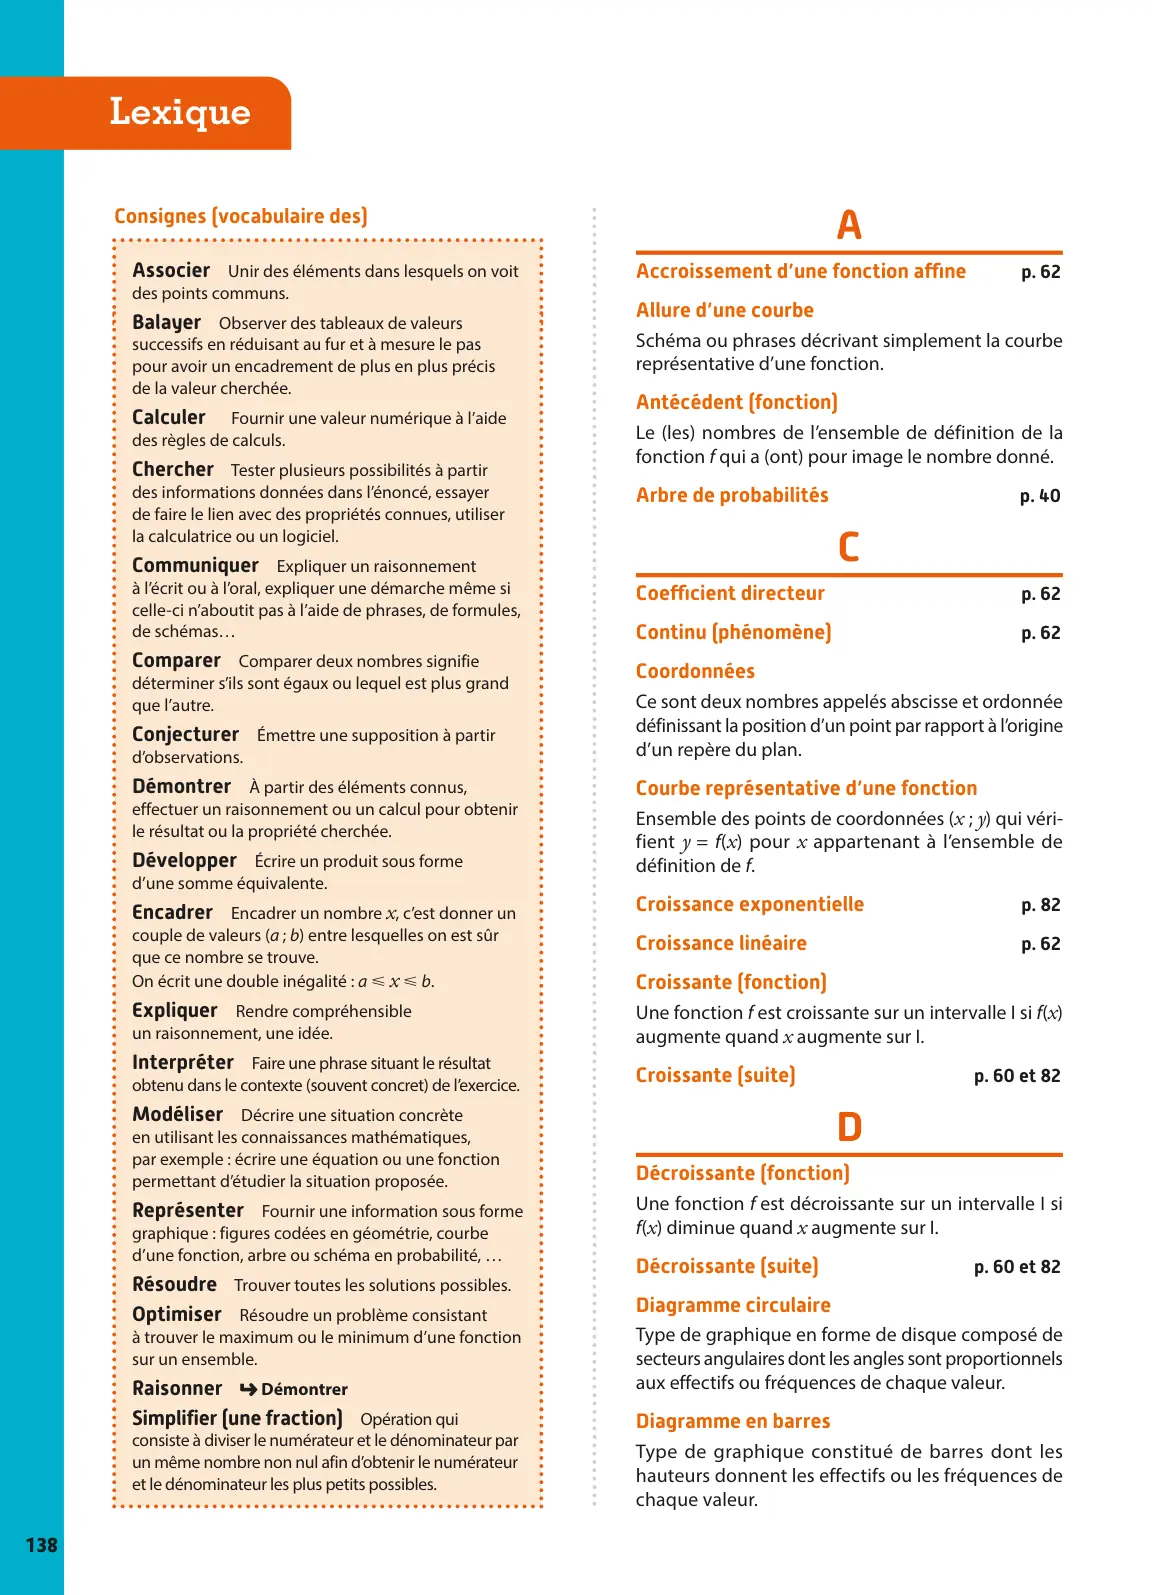 Lexique
Consignes (vocabulaire des)
Associer Unir des éléments dans lesquels on voit
des points communs.
Balayer Observer des tableaux de valeurs
successifs en réduisant au fur et à mesure le pas
pour avoir un encadrement de plus en plus précis
de la valeur cherchée.
Calculer Fournir une valeur numérique à l’aide
des règles de calculs.
Chercher Tester plusieurs possibilités à partir
des informations données dans l’énoncé, essayer
de faire le lien avec des propriétés connues, utiliser
la calculatrice ou un logiciel.
Communiquer Expliquer un raisonnement
à l’écrit ou à l’oral, expliquer une démarche même si
celle-ci n’aboutit pas à l’aide de phrases, de formules,
de schémas…
Comparer Comparer deux nombres signifie
déterminer s’ils sont égaux ou lequel est plus grand
que l’autre.
Conjecturer Émettre une supposition à partir
d’observations.
Démontrer À partir des éléments connus,
effectuer un raisonnement ou un calcul pour obtenir
le résultat ou la propriété cherchée.
Développer Écrire un produit sous forme
d’une somme équivalente.
Encadrer Encadrer un nombre x, c’est donner un
couple de valeurs (a ; b) entre lesquelles on est sûr
que ce nombre se trouve.
On écrit une double inégalité : a ⩽ x ⩽ b.
Expliquer Rendre compréhensible
un raisonnement, une idée.
Interpréter Faire une phrase situant le résultat
obtenu dans le contexte (souvent concret) de l’exercice.
Modéliser Décrire une situation concrète
en utilisant les connaissances mathématiques,
par exemple : écrire une équation ou une fonction
permettant d’étudier la situation proposée.
Représenter Fournir une information sous forme
graphique : figures codées en géométrie, courbe
d’une fonction, arbre ou schéma en probabilité, …
Résoudre Trouver toutes les solutions possibles.
Optimiser Résoudre un problème consistant
à trouver le maximum ou le minimum d’une fonction
sur un ensemble.
Raisonner ↪ Démontrer
Simplifier (une fraction) Opération qui
consiste à diviser le numérateur et le dénominateur par
un même nombre non nul afin d’obtenir le numérateur
et le dénominateur les plus petits possibles.
A
Accroissement d’une fonction affine p. 62
Allure d’une courbe
Schéma ou phrases décrivant simplement la courbe
représentative d’une fonction.
Antécédent (fonction)
Le (les) nombres de l’ensemble de définition de la
fonction f qui a (ont) pour image le nombre donné.
Arbre de probabilités p. 40
C
Coefficient directeur p. 62
Continu (phénomène) p. 62
Coordonnées
Ce sont deux nombres appelés abscisse et ordonnée
définissant la position d’un point par rapport à l’origine
d’un repère du plan.
Courbe représentative d’une fonction
Ensemble des points de coordonnées (x ; y) qui véri-
fient y = f(x) pour x appartenant à l’ensemble de
définition de f.
Croissance exponentielle p. 82
Croissance linéaire p. 62
Croissante (fonction)
Une fonction f est croissante sur un intervalle I si f(x)
augmente quand x augmente sur I.
Croissante (suite) p. 60 et 82
D
Décroissante (fonction)
Une fonction f est décroissante sur un intervalle I si
f(x) diminue quand x augmente sur I.
Décroissante (suite) p. 60 et 82
Diagramme circulaire
Type de graphique en forme de disque composé de
secteurs angulaires dont les angles sont proportionnels
aux effectifs ou fréquences de chaque valeur.
Diagramme en barres
Type de graphique constitué de barres dont les
hauteurs donnent les effectifs ou les fréquences de
chaque valeur.
138